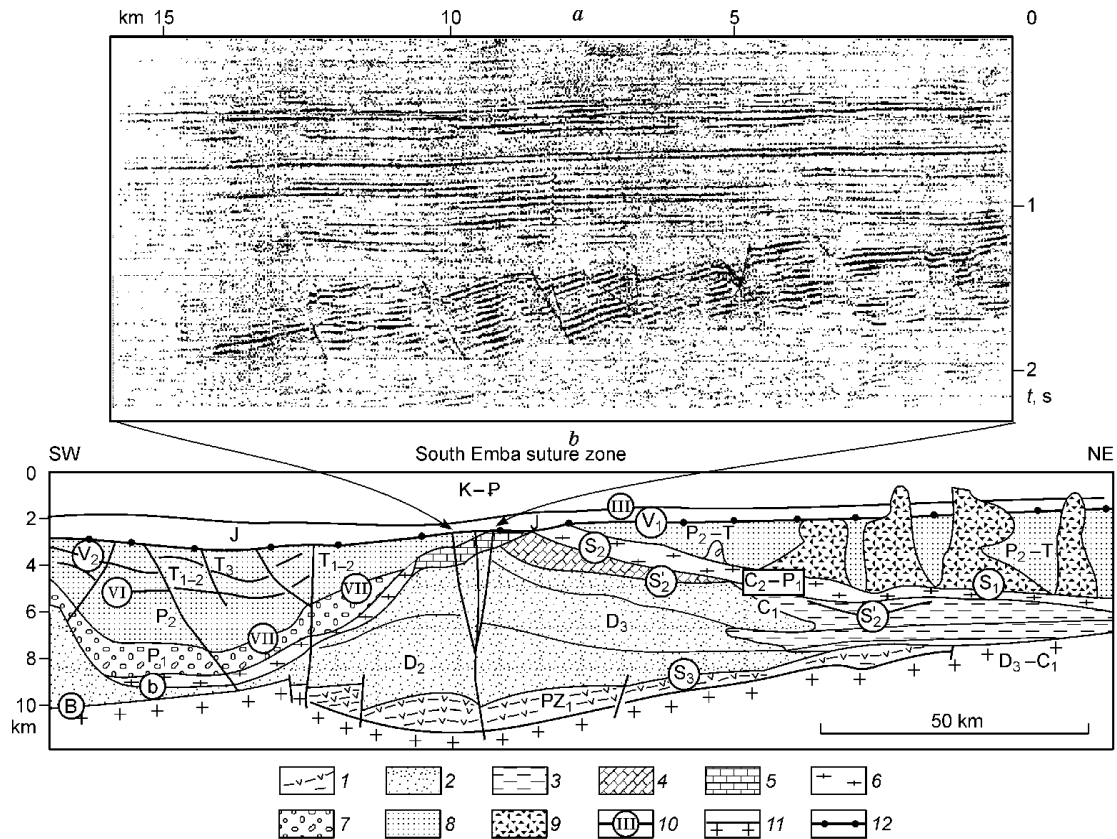 km 15 10 a 5 0
1
2
t, s
b
SW South Emba suture zone NE
0
2
4
6
8
10
km
K–P
III
J
J
V₁
V₂
S₂
P₂–T
P₂–T
T₁₋₂
T₃
T₁₋₂
VII
S₂
C₂–P₁
S₁
VI
C₁
S₂'
P₂
VII
D₃
P₁
D₂
S₃
D₃–C₁
b
PZ₁
B
50 km
1 2 3 4 5 6
7 8 9 III 10 11 12